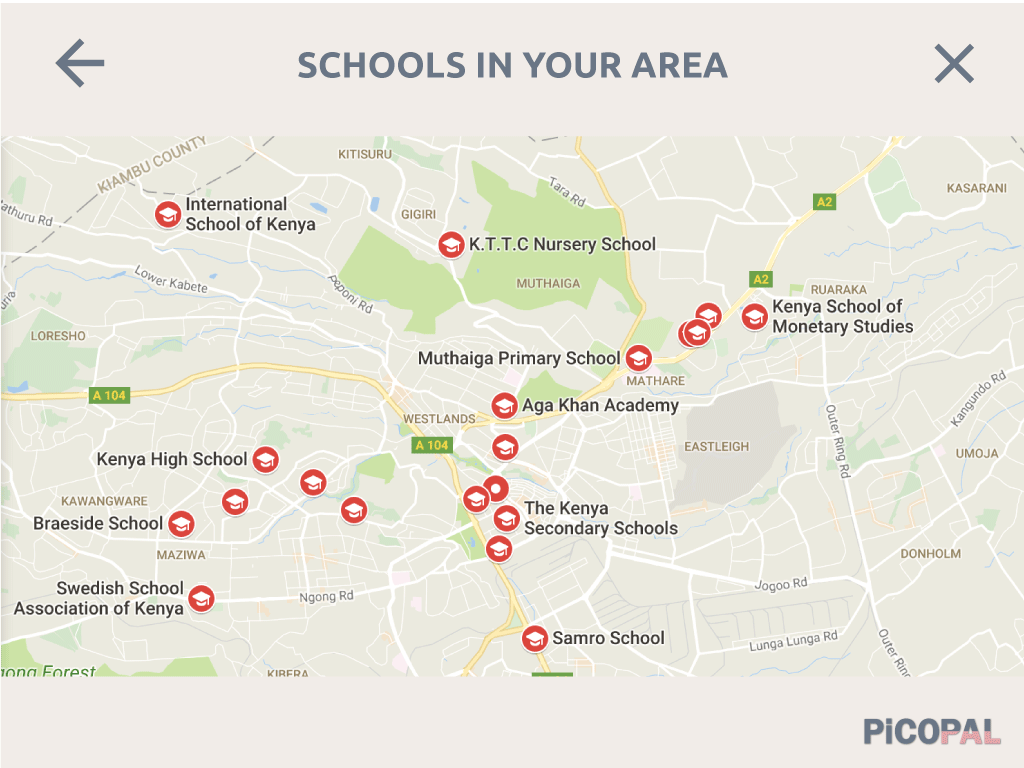 SCHOOLS IN YOUR AREA
KIAMBU COUNTY
KITISURU
International
School of Kenya
Tara Rd
KASARANI
A2
GIGIRI
K.T.T.C Nursery School
Lower Kabete
Peponi Rd
MUTHAIGA
A2
RUARAKA
Kenya School of
Monetary Studies
LORESHO
Muthaiga Primary School
MATHARE
A 104
Aga Khan Academy
Kangundo Rd
WESTLANDS
Outer Ring Rd
A 104
EASTLEIGH
UMOJA
Kenya High School
KAWANGWARE
Braeside School
The Kenya
Secondary Schools
MAZIWA
DONHOLM
Swedish School
Association of Kenya
Ngong Rd
Jogoo Rd
Samro School
Lunga Lunga Rd
Outer Ring
ong Forest
KIBERA
PiCOPAL